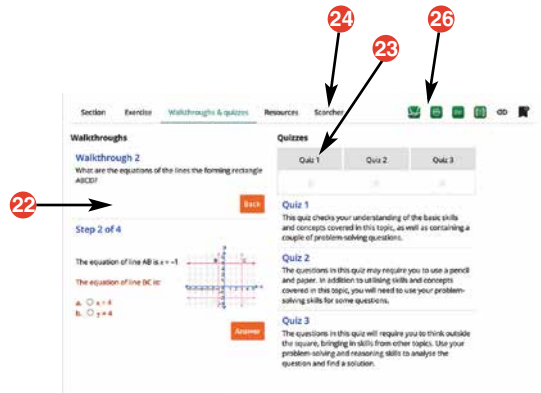 24
26
23
Section Exercise Walkthroughs & quizzes Resources Scorcher
Walkthroughs
Walkthrough 2
What are the equations of the lines the forming rectangle
ABCD?
22
Back
Step 2 of 4
The equation of line AB is x = -1
The equation of line BC is:
a. x = 4
b. y = 4
Answer
Quizzes
Quiz 1 Quiz 2 Quiz 3
Quiz 1
This quiz checks your understanding of the basic skills
and concepts covered in this topic, as well as containing a
couple of problem-solving questions.
Quiz 2
The questions in this quiz may require you to use a pencil
and paper. In addition to utilising skills and concepts
covered in this topic, you will need to use your problem-
solving skills for some questions.
Quiz 3
The questions in this quiz will require you to think outside
the square, bringing in skills from other topics. Use your
problem-solving and reasoning skills to analyse the
question and find a solution.